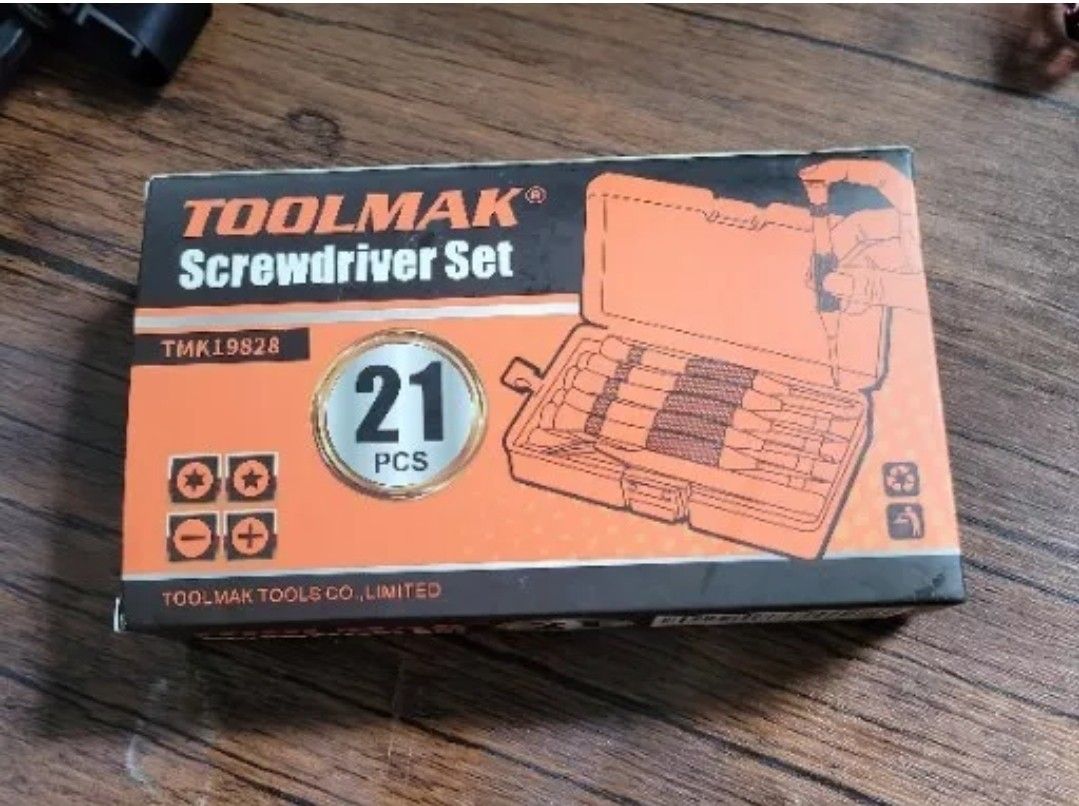 TOOLMAK®
Screwdriver Set
TMK19828
21
PCS
TOOLMAK TOOLS CO.,LIMITED